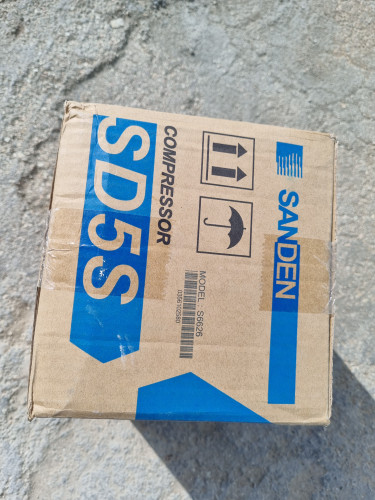 SANDEN
COMPRESSOR
SD5S
MODEL : S6626